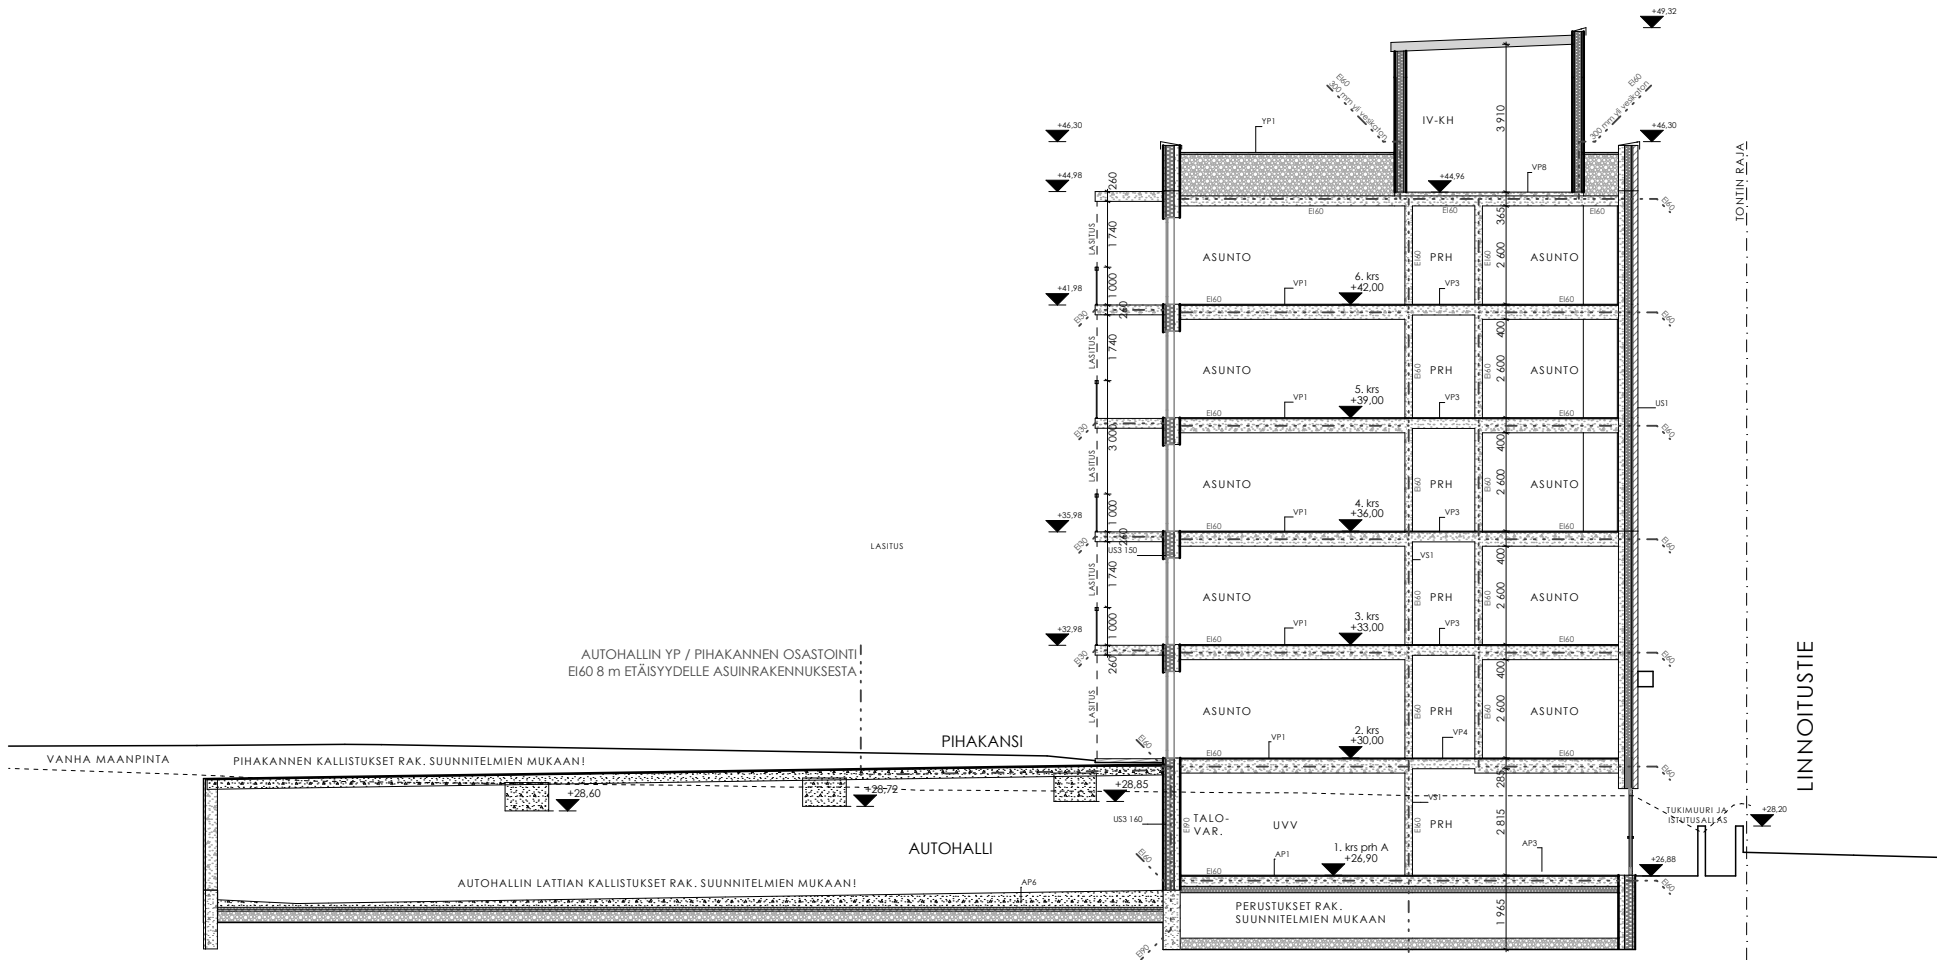 +49,32
EI60
300 mm yli vesikaton
EI60
300 mm yli vesikaton
3 910
IV-KH
YP1
+46,30
+46,30
TONTIN RAJA
+44,98
260
+44,96
VP8
EI60
EI60
EI60
EI60
365
LASITUS
1 740
ASUNTO
EI60
PRH
EI60
2 600
ASUNTO
1 000
6. krs
+42,00
+41,98
VP1
VP3
EI60
EI60
260
EI30
EI60
400
LASITUS
1 740
ASUNTO
EI60
PRH
EI60
2 600
ASUNTO
5. krs
+39,00
VP1
VP3
US1
EI60
EI60
EI30
EI60
3 000
400
LASITUS
ASUNTO
EI60
PRH
EI60
2 600
ASUNTO
1 000
4. krs
+36,00
+35,98
VP1
VP3
EI60
EI60
260
EI30
EI60
LASITUS
US3 150
VS1
400
LASITUS
1 740
ASUNTO
EI60
PRH
EI60
2 600
ASUNTO
1 000
3. krs
+33,00
+32,98
VP1
VP3
EI60
EI60
260
EI30
EI60
400
AUTOHALLIN YP / PIHAKANNEN OSASTOINTI
EI60 8 m ETÄISYYDELLE ASUINRAKENNUKSESTA
LINNOITUSTIE
LASITUS
ASUNTO
EI60
PRH
EI60
2 600
ASUNTO
2. krs
+30,00
PIHAKANSI
VP1
VP4
EI60
EI60
EI60
VANHA MAANPINTA
PIHAKANNEN KALLISTUKSET RAK. SUUNNITELMIEN MUKAAN!
EI60
285
+28,60
+28,72
+28,85
VS1
TUKIMUURI JA
ISTUTUSALLAS
+28,20
US3 160
EI90
TALO-
VAR.
UVV
EI60
PRH
2 815
AUTOHALLI
1. krs prh A
+26,90
AP1
AP3
EI60
EI60
+26,88
EI60
AUTOHALLIN LATTIAN KALLISTUKSET RAK. SUUNNITELMIEN MUKAAN!
AP6
PERUSTUKSET RAK.
SUUNNITELMIEN MUKAAN
1 965
EI90